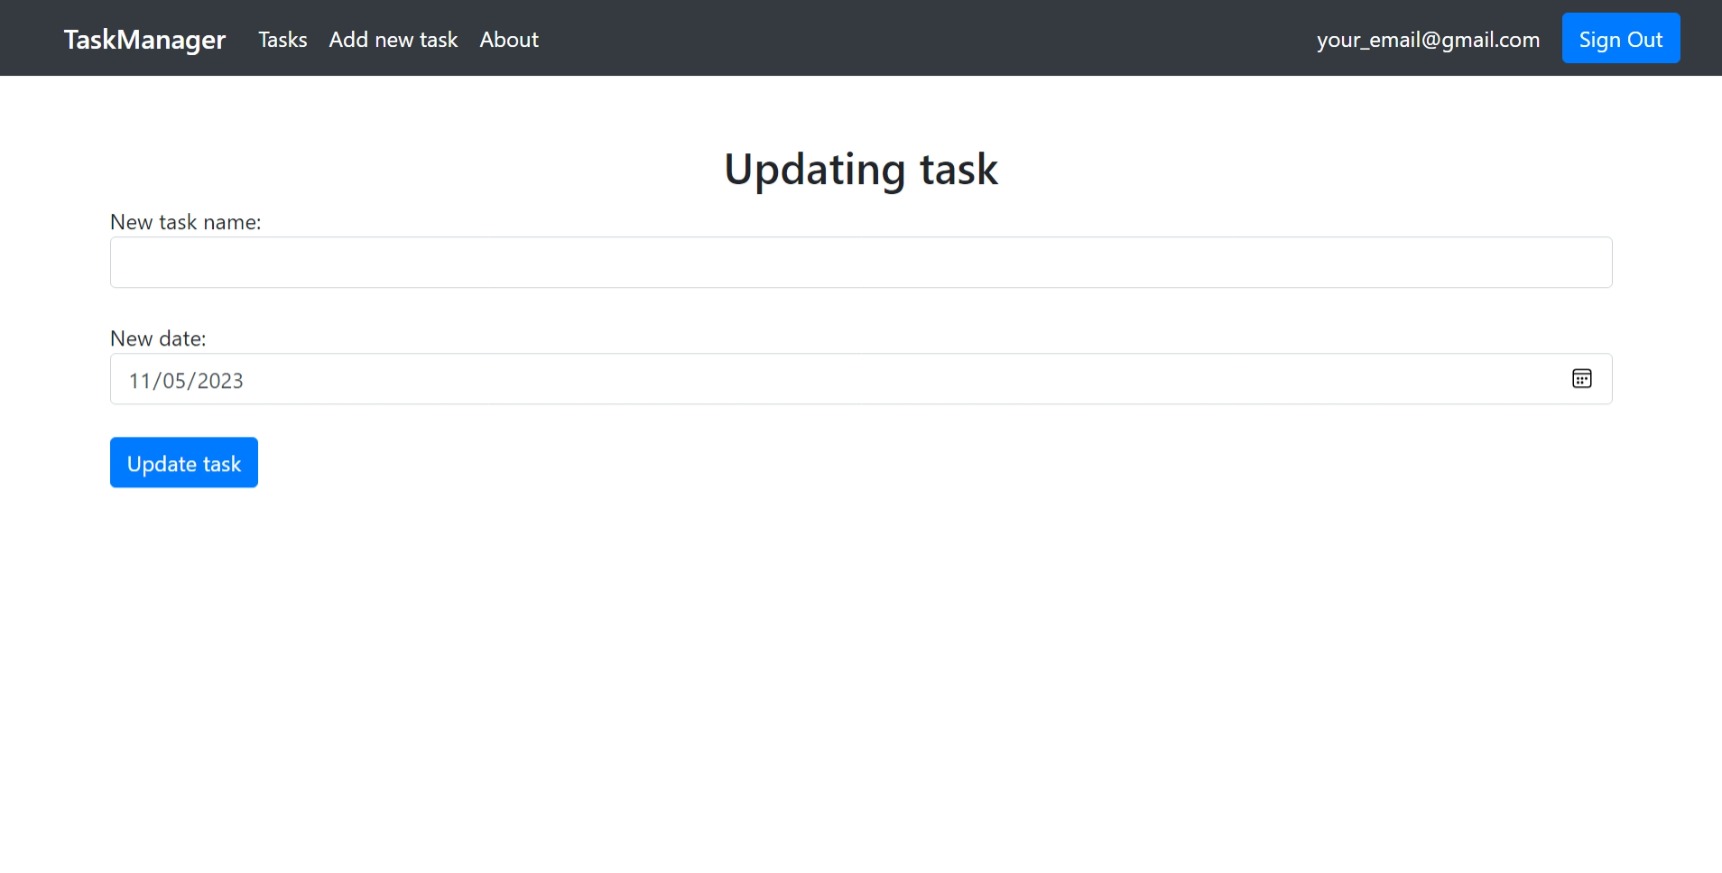 TaskManager Tasks Add new task About your_email@gmail.com Sign Out
Updating task
New task name:
New date:
11/05/2023
Update task